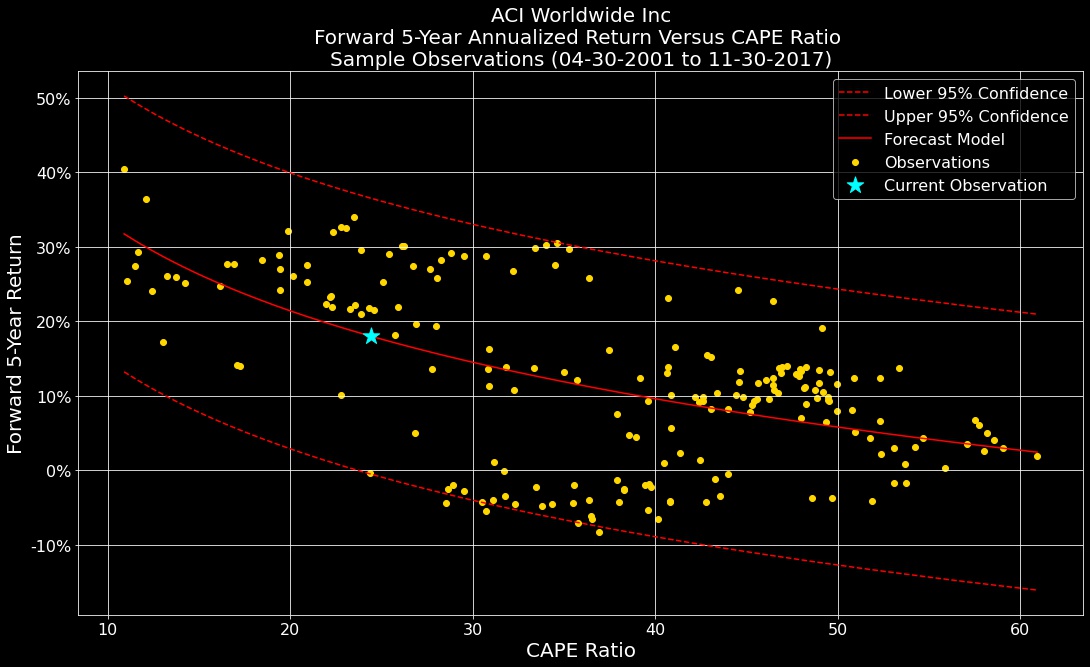 ACI Worldwide Inc
Forward 5-Year Annualized Return Versus CAPE Ratio
Sample Observations (04-30-2001 to 11-30-2017)
Lower 95% Confidence
Upper 95% Confidence
Forecast Model
Observations
Current Observation
Forward 5-Year Return
50%
40%
30%
20%
10%
0%
-10%
10 20 30 40 50 60
CAPE Ratio